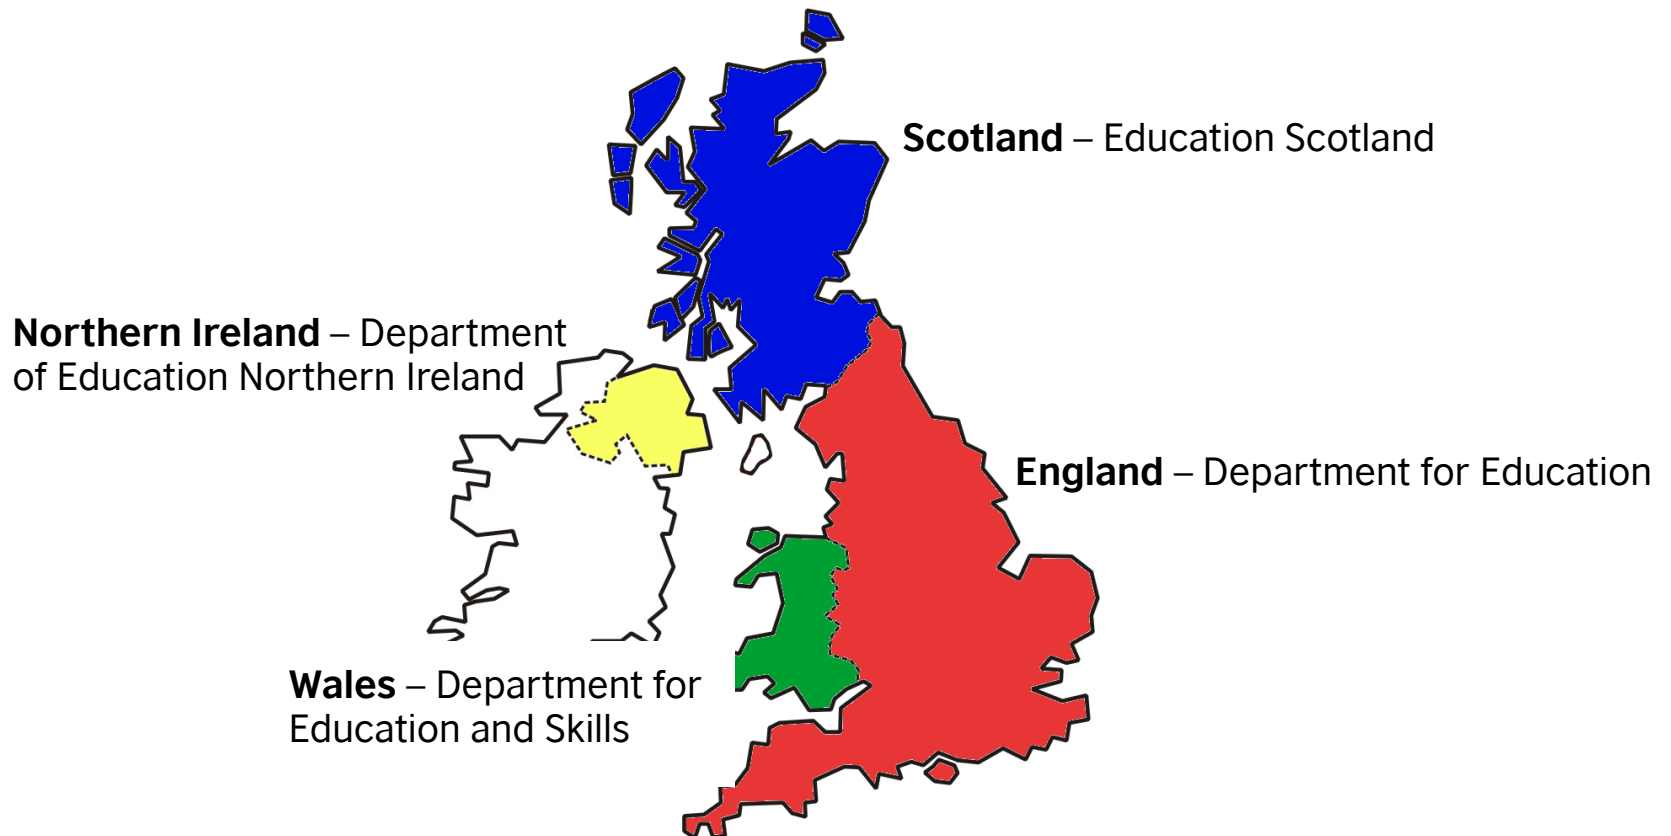 Scotland – Education Scotland
Northern Ireland – Department
of Education Northern Ireland
England – Department for Education
Wales – Department for
Education and Skills